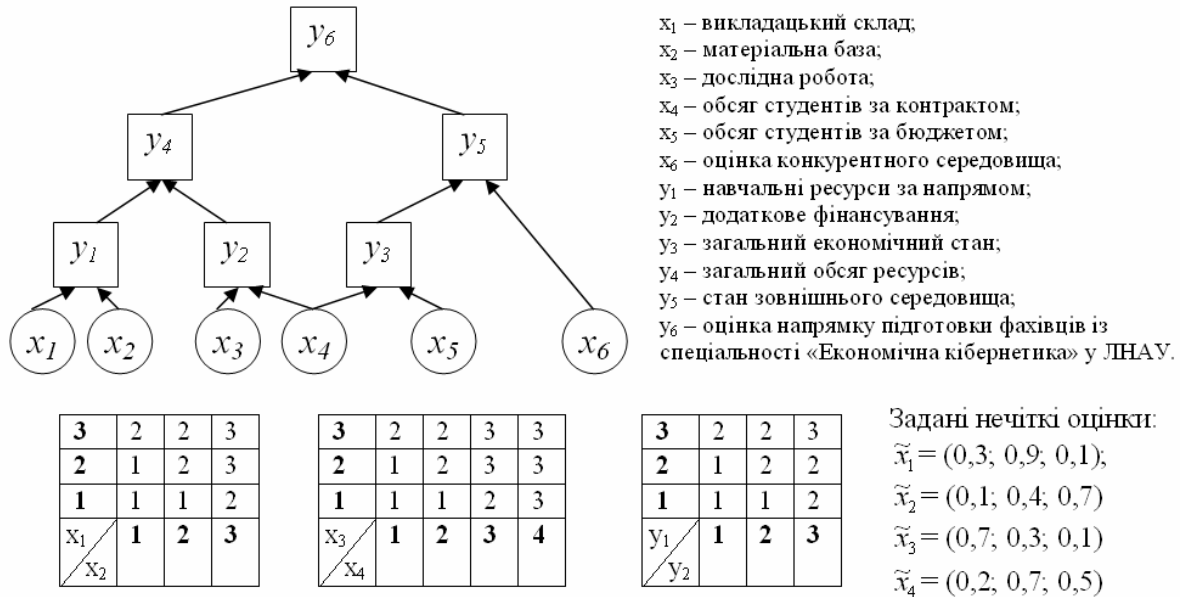 y6
y4
y5
y1
y2
y3
x1
x2
x3
x4
x5
x6
x1 – викладацький склад;
x2 – матеріальна база;
x3 – дослідна робота;
x4 – обсяг студентів за контрактом;
x5 – обсяг студентів за бюджетом;
x6 – оцінка конкурентного середовища;
y1 – навчальні ресурси за напрямом;
y2 – додаткове фінансування;
y3 – загальний економічний стан;
y4 – загальний обсяг ресурсів;
y5 – стан зовнішнього середовища;
y6 – оцінка напрямку підготовки фахівців із
спеціальності «Економічна кібернетика» у ЛНАУ.
3 2 2 3
2 1 2 3
1 1 1 2
x1 x2 1 2 3
3 2 2 3 3
2 1 2 3 3
1 1 1 2 3
x3 x4 1 2 3 4
3 2 2 3
2 1 2 2
1 1 1 2
y1 y2 1 2 3
Задані нечіткі оцінки:
x̃1 = (0,3; 0,9; 0,1);
x̃2 = (0,1; 0,4; 0,7)
x̃3 = (0,7; 0,3; 0,1)
x̃4 = (0,2; 0,7; 0,5)